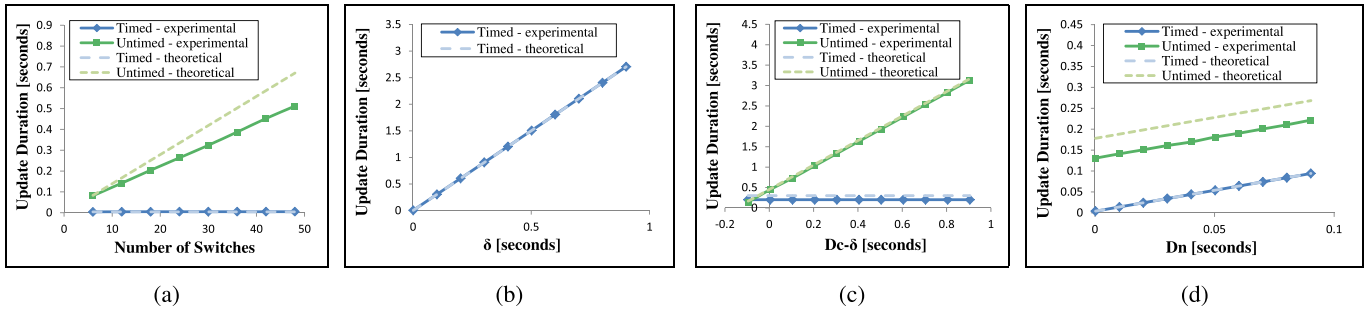 Update Duration [seconds]
0.9
0.8
0.7
0.6
0.5
0.4
0.3
0.2
0.1
0
Timed - experimental
Untimed - experimental
Timed - theoretical
Untimed - theoretical
0 10 20 30 40 50
Number of Switches
(a)
Update Duration [seconds]
3.5
3
2.5
2
1.5
1
0.5
0
Timed - experimental
Timed - theoretical
0 0.5 1
δ [seconds]
(b)
Update Duration [seconds]
4.5
4
3.5
3
2.5
2
1.5
1
0.5
0
Timed - experimental
Untimed - experimental
Timed - theoretical
Untimed - theoretical
-0.2 0 0.2 0.4 0.6 0.8 1
Dc-δ [seconds]
(c)
Update Duration [seconds]
0.45
0.4
0.35
0.3
0.25
0.2
0.15
0.1
0.05
0
Timed - experimental
Untimed - experimental
Timed - theoretical
Untimed - theoretical
0 0.05 0.1
Dn [seconds]
(d)